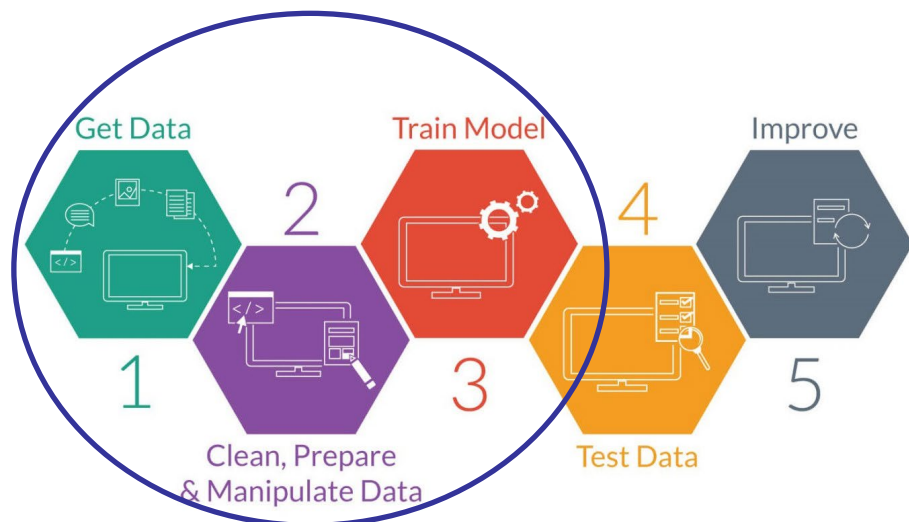 Get Data
Train Model
Improve
2
4
</>
</>
1
3
5
Clean, Prepare
& Manipulate Data
Test Data